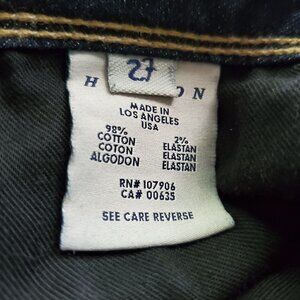 27
H ON
MADE IN
LOS ANGELES
USA
98% 2%
COTTON ELASTAN
COTON ELASTAN
ALGODON ELASTAN
RN# 107906
CA# 00635
SEE CARE REVERSE